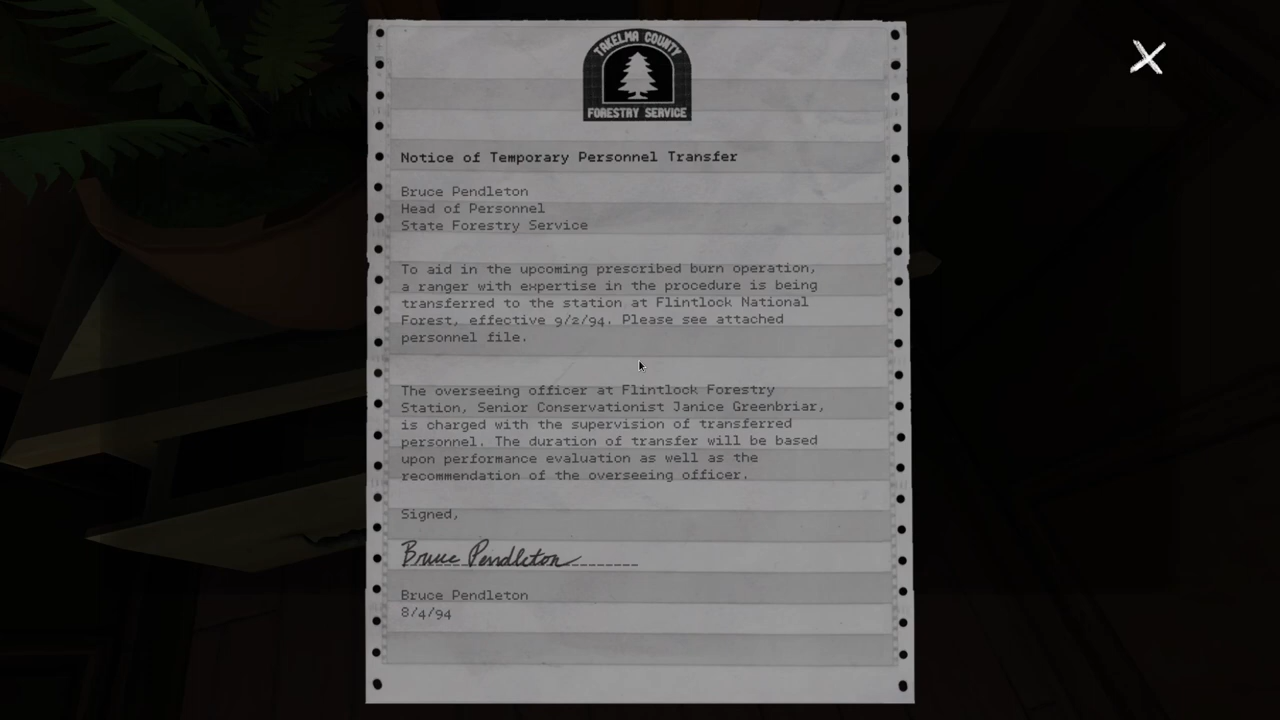 TAKELMA COUNTY
FORESTRY SERVICE
Notice of Temporary Personnel Transfer
Bruce Pendleton
Head of Personnel
State Forestry Service
To aid in the upcoming prescribed burn operation,
a ranger with expertise in the procedure is being
transferred to the station at Flintlock National
Forest, effective 9/2/94. Please see attached
personnel file.
The overseeing officer at Flintlock Forestry
Station, Senior Conservationist Janice Greenbriar,
is charged with the supervision of transferred
personnel. The duration of transfer will be based
upon performance evaluation as well as the
recommendation of the overseeing officer.
Signed,
Bruce Pendleton
Bruce Pendleton
8/4/94